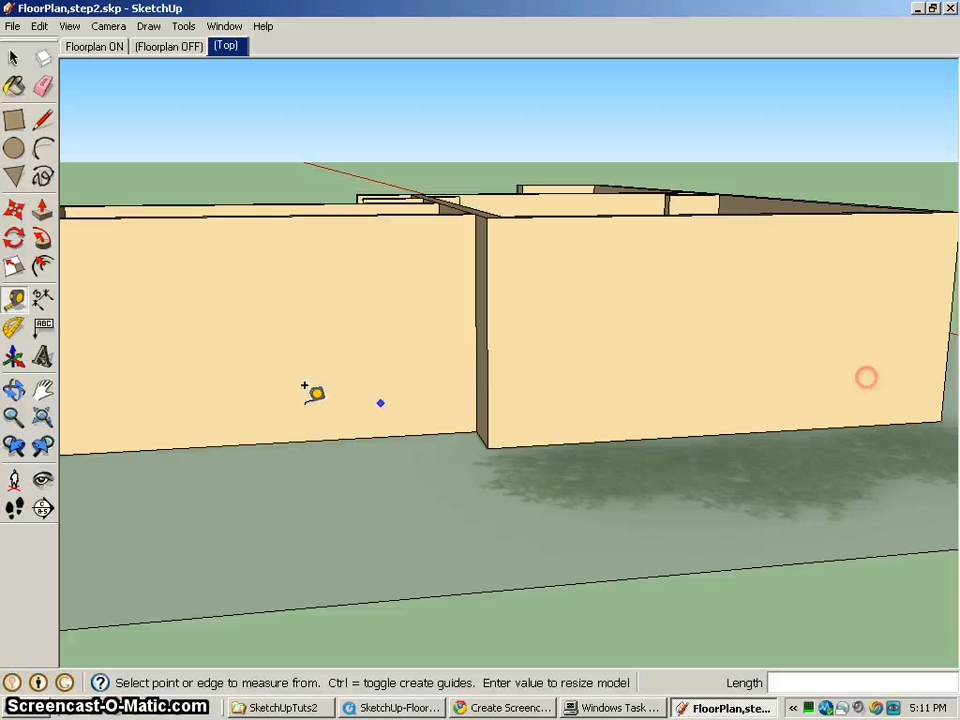 FloorPlan,step2.skp - SketchUp
File Edit View Camera Draw Tools Window Help
Floorplan ON (Floorplan OFF) (Top)
ABC
Select point or edge to measure from. Ctrl = toggle create guides. Enter value to resize model Length
Screencast-O-Matic.com SketchUpTuts2 SketchUp-Floor... Create Screenc... Windows Task ... FloorPlan,ste... « 5:11 PM